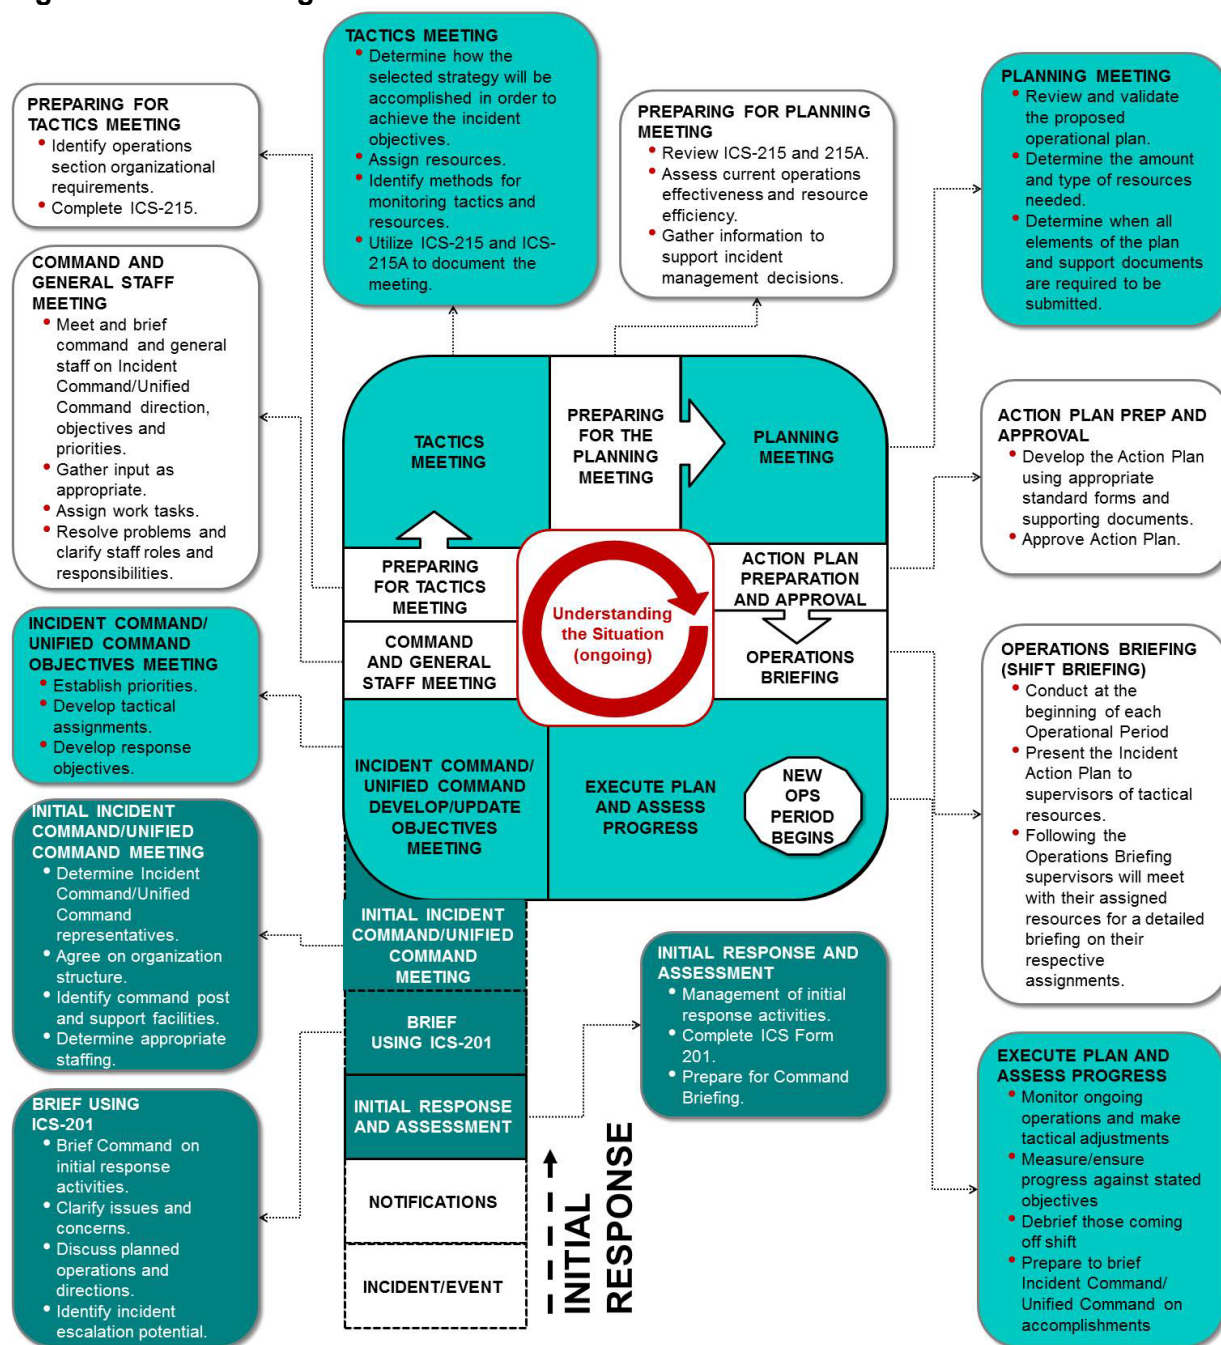 TACTICS MEETING
• Determine how the
selected strategy will be
accomplished in order to
achieve the incident
objectives.
• Assign resources.
• Identify methods for
monitoring tactics and
resources.
• Utilize ICS-215 and ICS-
215A to document the
meeting.
PREPARING FOR
TACTICS MEETING
• Identify operations
section organizational
requirements.
• Complete ICS-215.
PREPARING FOR PLANNING
MEETING
• Review ICS-215 and 215A.
• Assess current operations
effectiveness and resource
efficiency.
• Gather information to
support incident
management decisions.
PLANNING MEETING
• Review and validate
the proposed
operational plan.
• Determine the amount
and type of resources
needed.
• Determine when all
elements of the plan
and support documents
are required to be
submitted.
COMMAND AND
GENERAL STAFF
MEETING
• Meet and brief
command and general
staff on Incident
Command/Unified
Command direction,
objectives and
priorities.
• Gather input as
appropriate.
• Assign work tasks.
• Resolve problems and
clarify staff roles and
responsibilities.
TACTICS
MEETING
PREPARING
FOR THE
PLANNING
MEETING
PLANNING
MEETING
ACTION PLAN PREP AND
APPROVAL
• Develop the Action Plan
using appropriate
standard forms and
supporting documents.
• Approve Action Plan.
PREPARING
FOR TACTICS
MEETING
COMMAND
AND GENERAL
STAFF MEETING
Understanding
the Situation
(ongoing)
ACTION PLAN
PREPARATION
AND APPROVAL
OPERATIONS
BRIEFING
INCIDENT COMMAND/
UNIFIED COMMAND
OBJECTIVES MEETING
• Establish priorities.
• Develop tactical
assignments.
• Develop response
objectives.
OPERATIONS BRIEFING
(SHIFT BRIEFING)
• Conduct at the
beginning of each
Operational Period
• Present the Incident
Action Plan to
supervisors of tactical
resources.
• Following the
Operations Briefing
supervisors will meet
with their assigned
resources for a detailed
briefing on their
respective
assignments.
INCIDENT COMMAND/
UNIFIED COMMAND
DEVELOP/UPDATE
OBJECTIVES
MEETING
EXECUTE PLAN
AND ASSESS
PROGRESS
NEW
OPS
PERIOD
BEGINS
INITIAL INCIDENT
COMMAND/UNIFIED
COMMAND MEETING
• Determine Incident
Command/Unified
Command
representatives.
• Agree on organization
structure.
• Identify command post
and support facilities.
• Determine appropriate
staffing.
INITIAL INCIDENT
COMMAND/UNIFIED
COMMAND
MEETING
BRIEF
USING ICS-201
INITIAL RESPONSE
AND ASSESSMENT
NOTIFICATIONS
INCIDENT/EVENT
INITIAL
RESPONSE
INITIAL RESPONSE AND
ASSESSMENT
• Management of initial
response activities.
• Complete ICS Form
201.
• Prepare for Command
Briefing.
BRIEF USING
ICS-201
• Brief Command on
initial response
activities.
• Clarify issues and
concerns.
• Discuss planned
operations and
directions.
• Identify incident
escalation potential.
EXECUTE PLAN AND
ASSESS PROGRESS
• Monitor ongoing
operations and make
tactical adjustments
• Measure/ensure
progress against stated
objectives
• Debrief those coming
off shift
• Prepare to brief
Incident Command/
Unified Command on
accomplishments